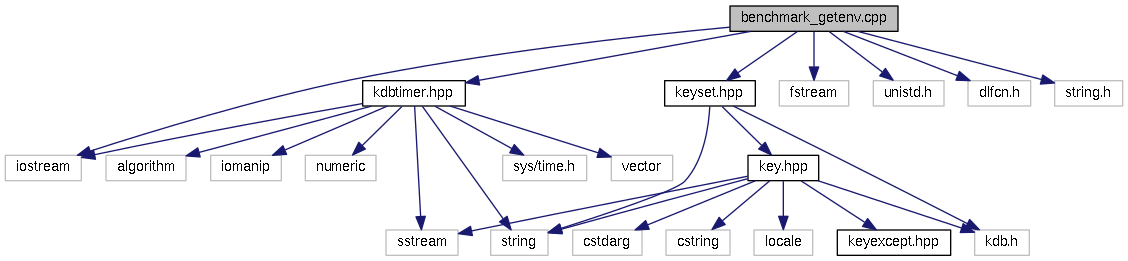 benchmark_getenv.cpp
kdbtimer.hpp
keyset.hpp
fstream
unistd.h
dlfcn.h
string.h
iostream
algorithm
iomanip
numeric
sys/time.h
vector
key.hpp
sstream
string
cstdarg
cstring
locale
keyexcept.hpp
kdb.h